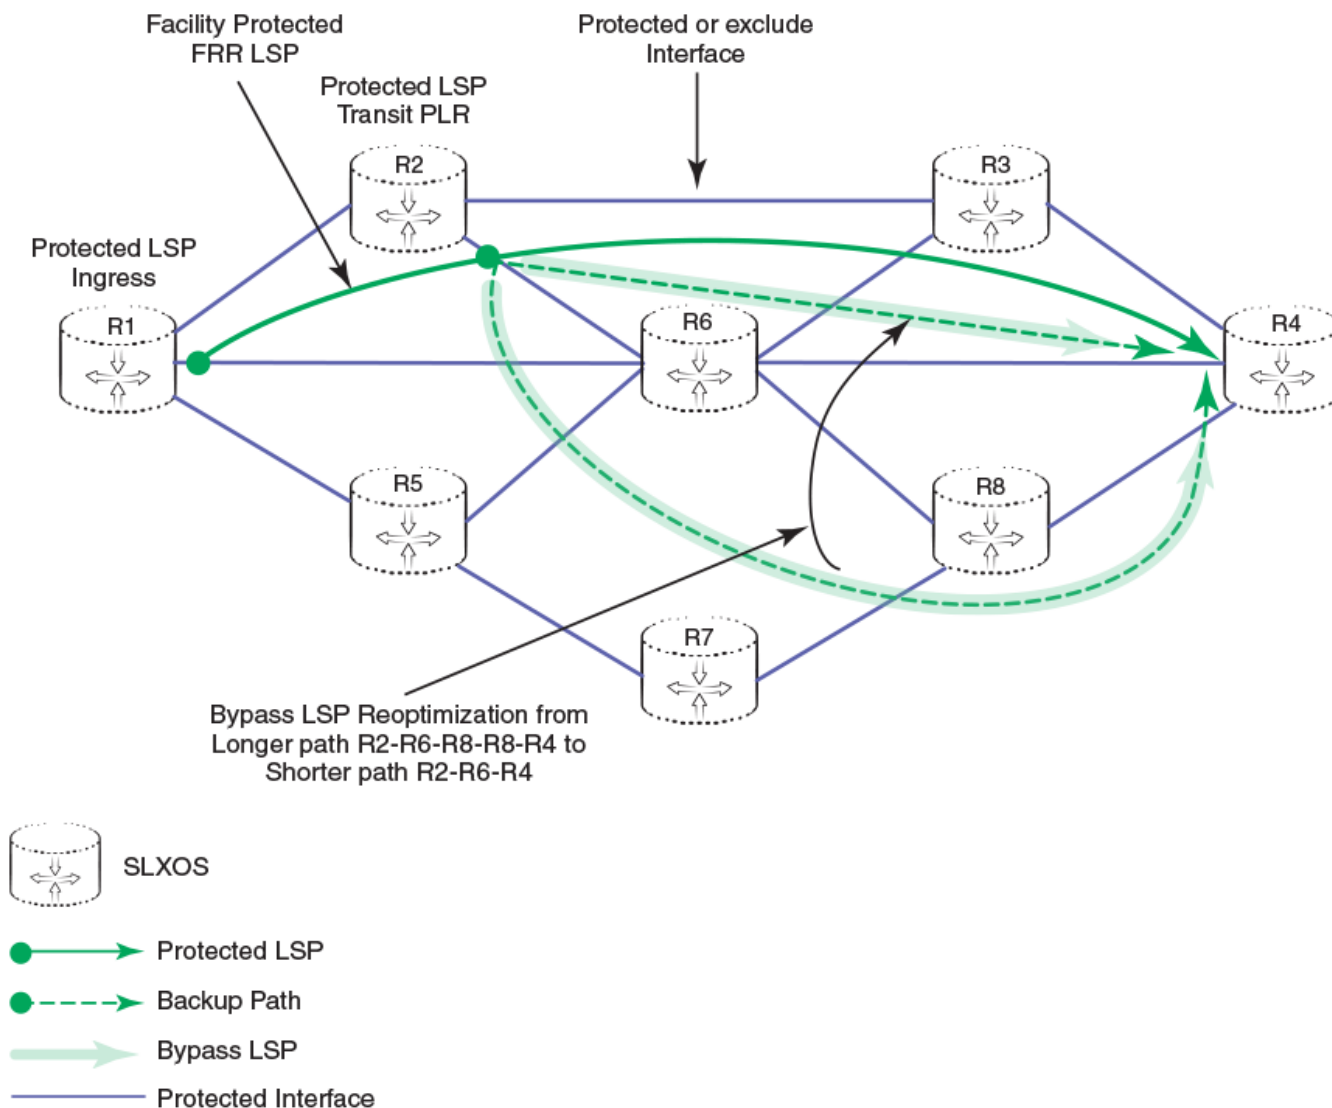 Facility Protected
FRR LSP
Protected or exclude
Interface
Protected LSP
Transit PLR
R2
R3
Protected LSP
Ingress
R1
R6
R4
R5
R8
R7
Bypass LSP Reoptimization from
Longer path R2-R6-R8-R8-R4 to
Shorter path R2-R6-R4
SLXOS
Protected LSP
Backup Path
Bypass LSP
Protected Interface